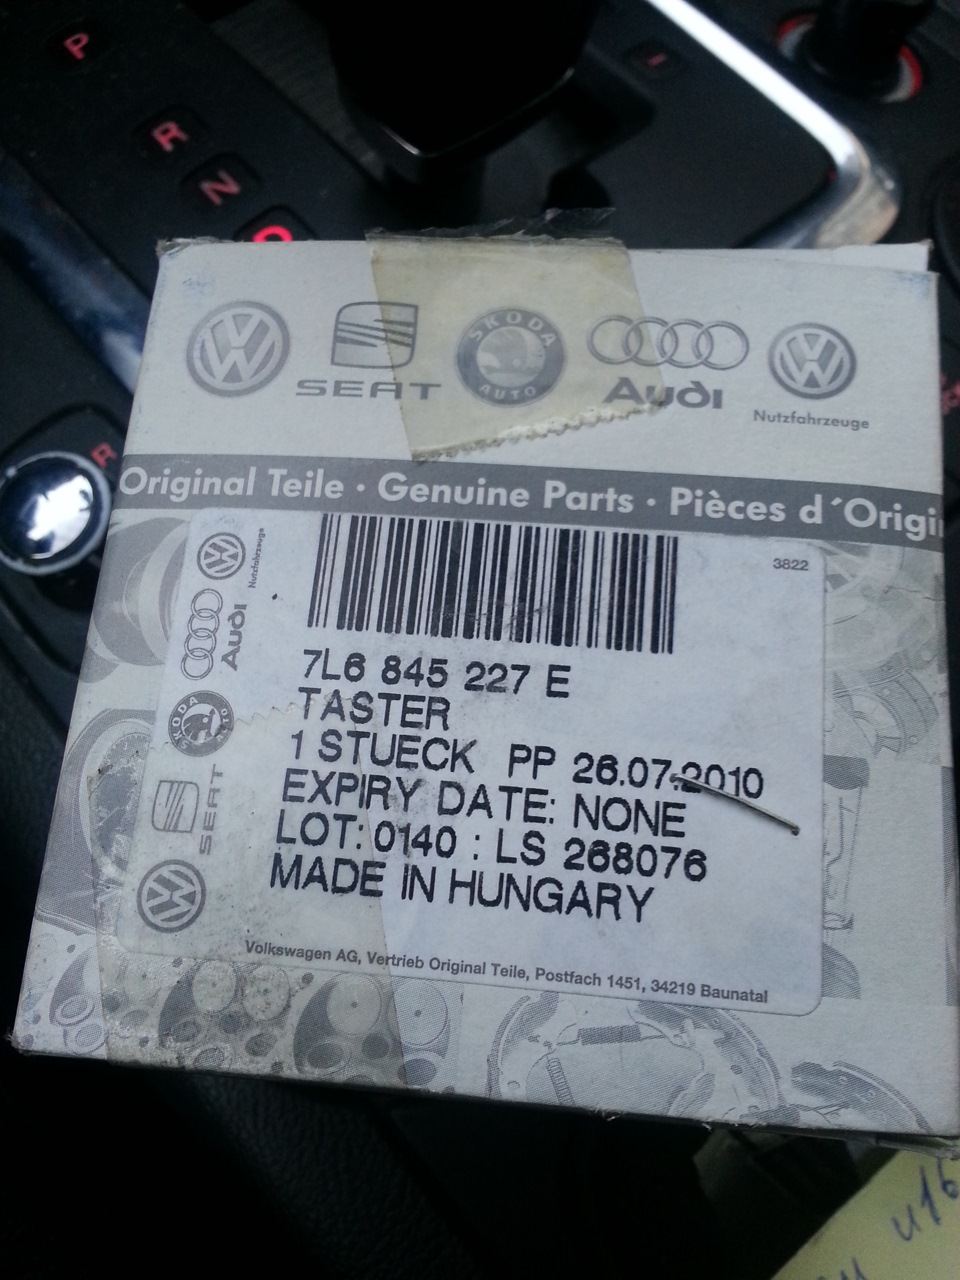 P
R
N
D
I
R
SEAT
SKODA
AUTO
Audi
Nutzfahrzeuge
Original Teile · Genuine Parts · Pièces d´Origi
3822
Nutzfahrzeuge
Audi
SKODA
AUTO
SEAT
7L6 845 227 E
TASTER
1 STUECK PP 26.07.2010
EXPIRY DATE: NONE
LOT: 0140 : LS 268076
MADE IN HUNGARY
Volkswagen AG, Vertrieb Original Teile, Postfach 1451, 34219 Baunatal